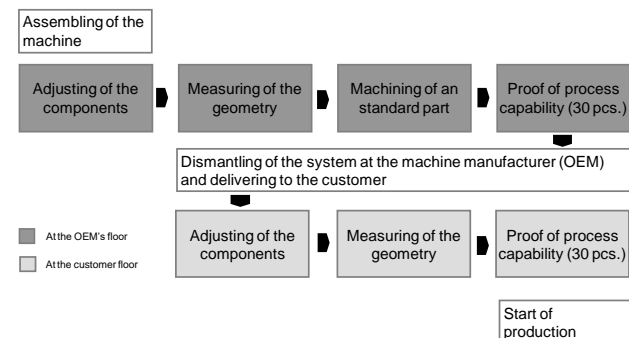 Assembling of the
machine
Adjusting of the
components
Measuring of the
geometry
Machining of an
standard part
Proof of process
capability (30 pcs.)
Dismantling of the system at the machine manufacturer (OEM)
and delivering to the customer
At the OEM's floor
At the customer floor
Adjusting of the
components
Measuring of the
geometry
Proof of process
capability (30 pcs.)
Start of
production